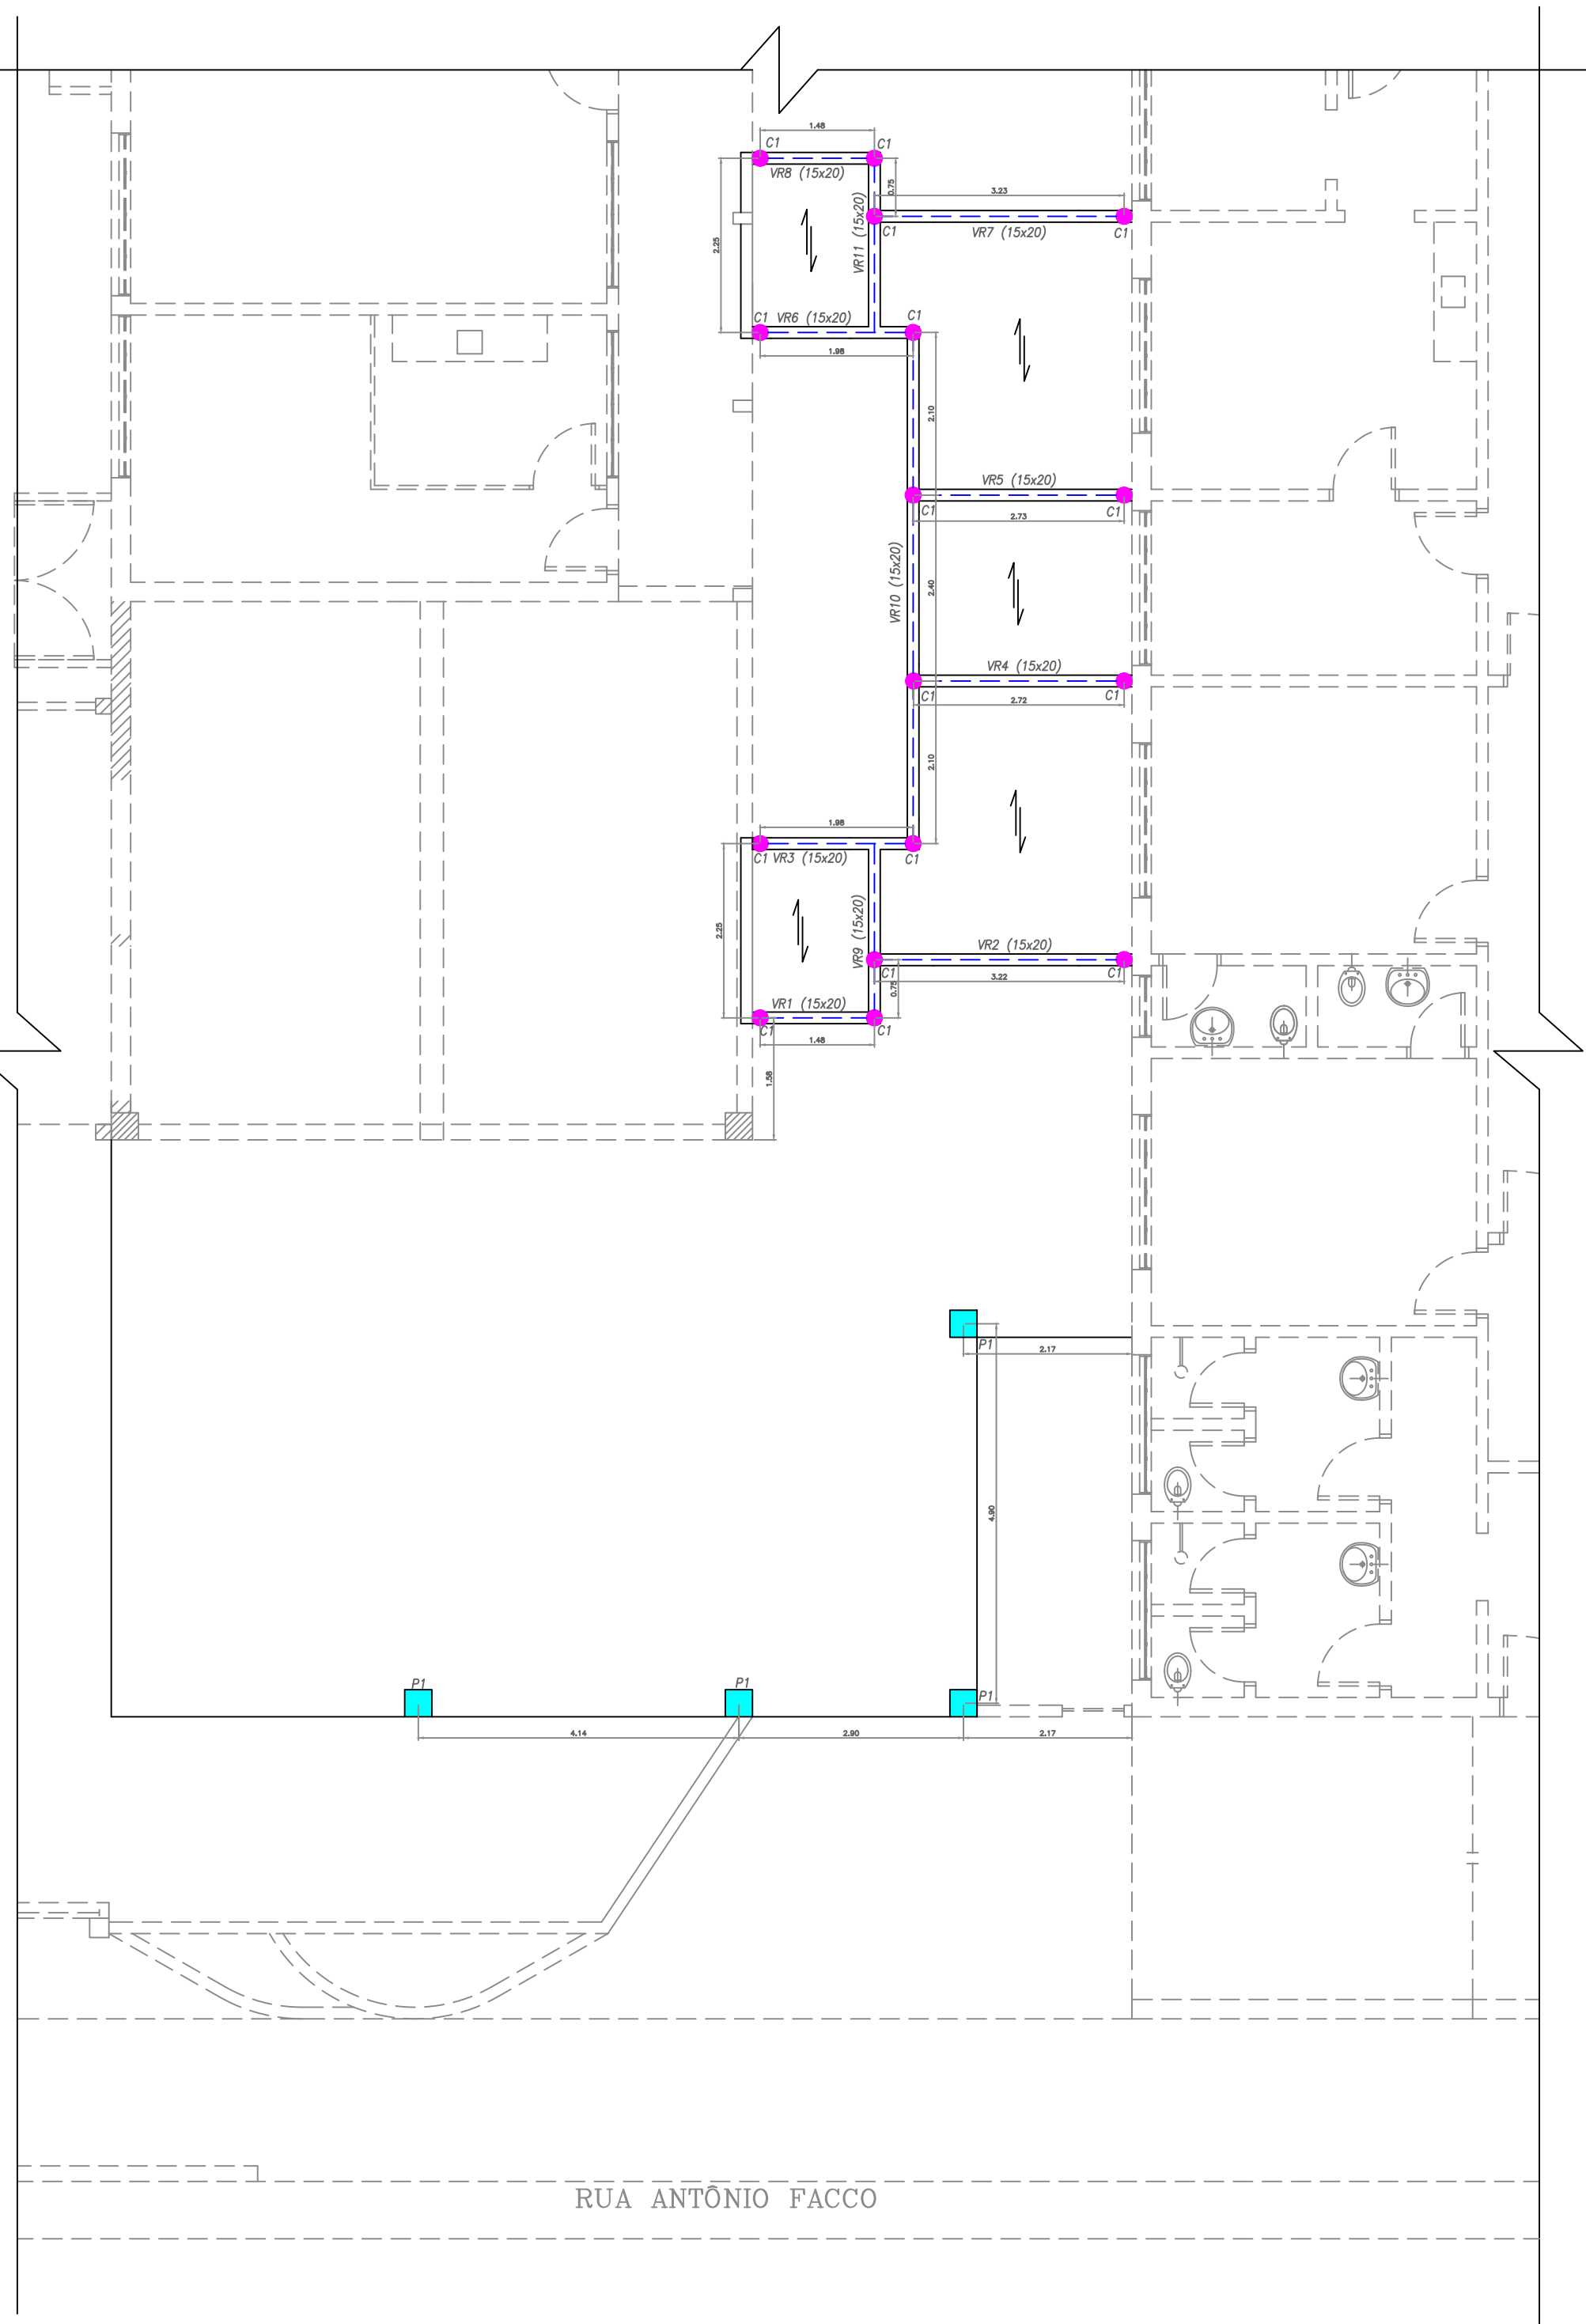 1.48
C1
C1
VR8 (15x20)
0.75
3.23
VR11 (15x20)
C1
VR7 (15x20)
C1
2.25
C1
VR6 (15x20)
C1
1.98
2.10
VR5 (15x20)
C1
C1
2.73
VR10 (15x20)
2.40
VR4 (15x20)
C1
C1
2.72
2.10
1.98
C1
VR3 (15x20)
C1
2.25
VR9 (15x20)
VR2 (15x20)
C1
C1
3.22
0.75
VR1 (15x20)
C1
C1
1.48
1.58
P1
2.17
4.90
P1
P1
P1
4.14
2.90
2.17
RUA ANTÔNIO FACCO